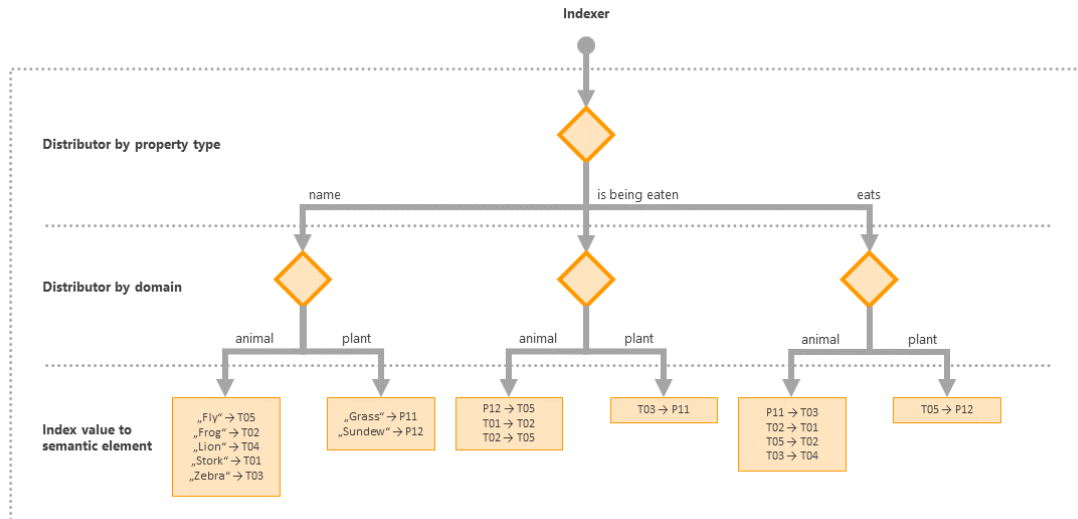 Indexer
Distributor by property type
name
is being eaten
eats
Distributor by domain
animal
plant
animal
plant
animal
plant
Index value to
semantic element
„Fly“ → T05
„Frog“ → T02
„Lion“ → T04
„Stork“ → T01
„Zebra“ → T03
„Grass“ → P11
„Sundew“ → P12
P12 → T05
T01 → T02
T02 → T05
T03 → P11
P11 → T03
T02 → T01
T05 → T02
T03 → T04
T05 → P12